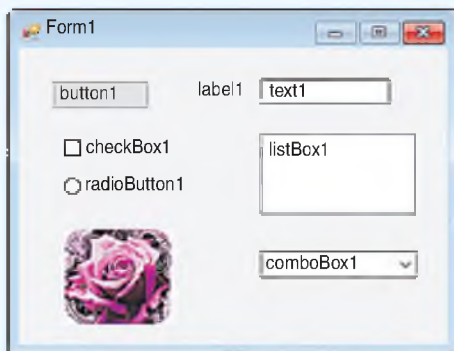 Form1
button1
label1
text1
checkBox1
listBox1
radioButton1
comboBox1